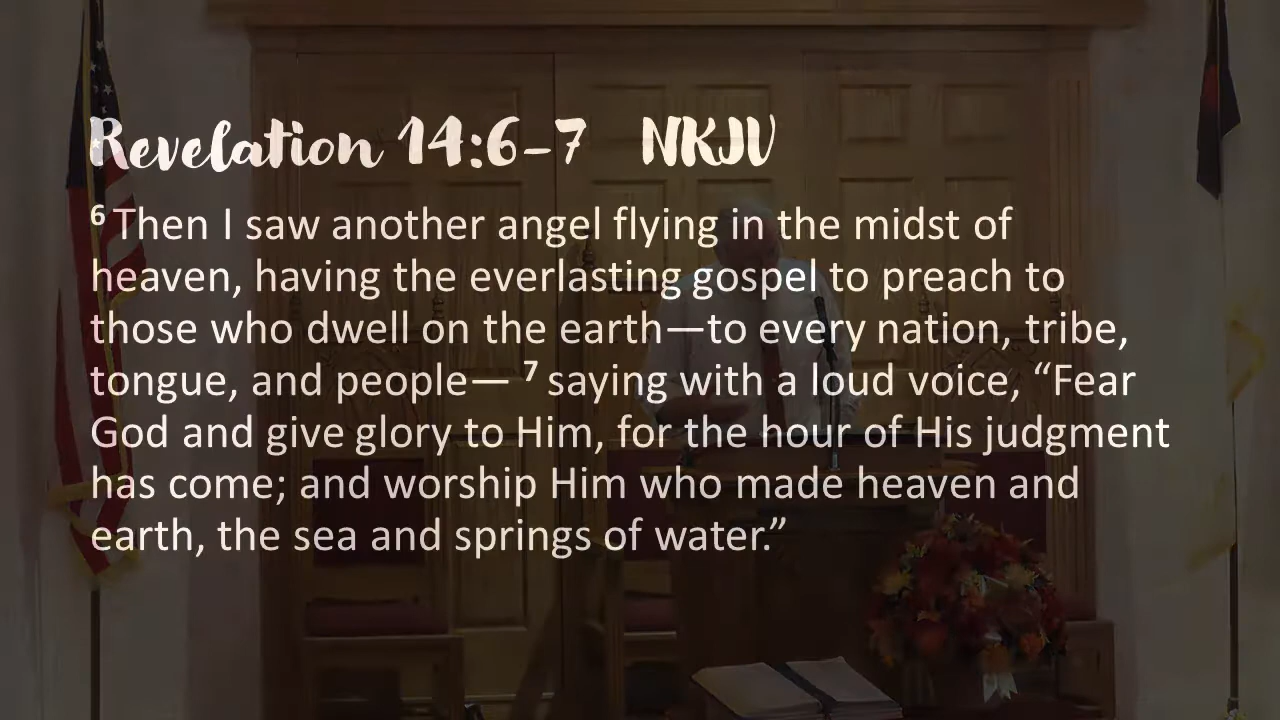 Revelation 14:6-7 NKJV
⁶ Then I saw another angel flying in the midst of
heaven, having the everlasting gospel to preach to
those who dwell on the earth—to every nation, tribe,
tongue, and people— ⁷ saying with a loud voice, “Fear
God and give glory to Him, for the hour of His judgment
has come; and worship Him who made heaven and
earth, the sea and springs of water.”